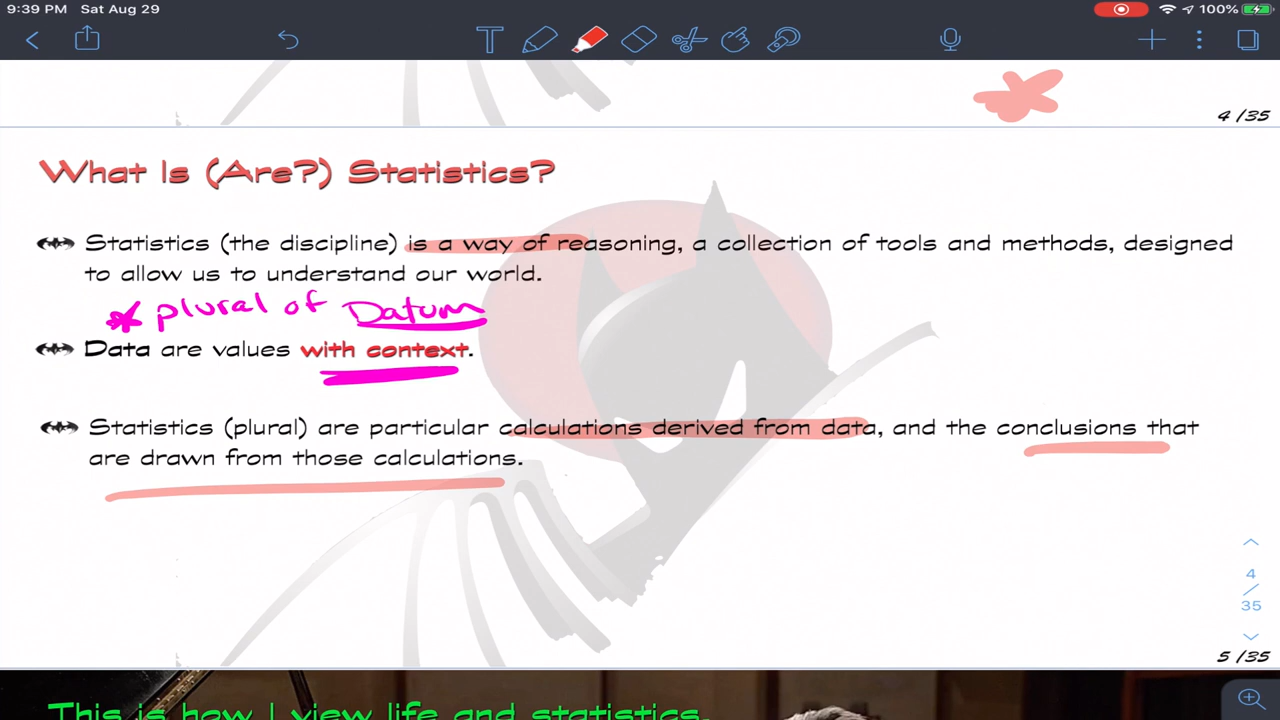 9:39 PM Sat Aug 29
100%
4 /35
What Is (Are?) Statistics?
Statistics (the discipline) is a way of reasoning, a collection of tools and methods, designed
to allow us to understand our world.
* plural of Datum
Data are values with context.
Statistics (plural) are particular calculations derived from data, and the conclusions that
are drawn from those calculations.
4
/
35
5 /35
This is how I view life and statistics.